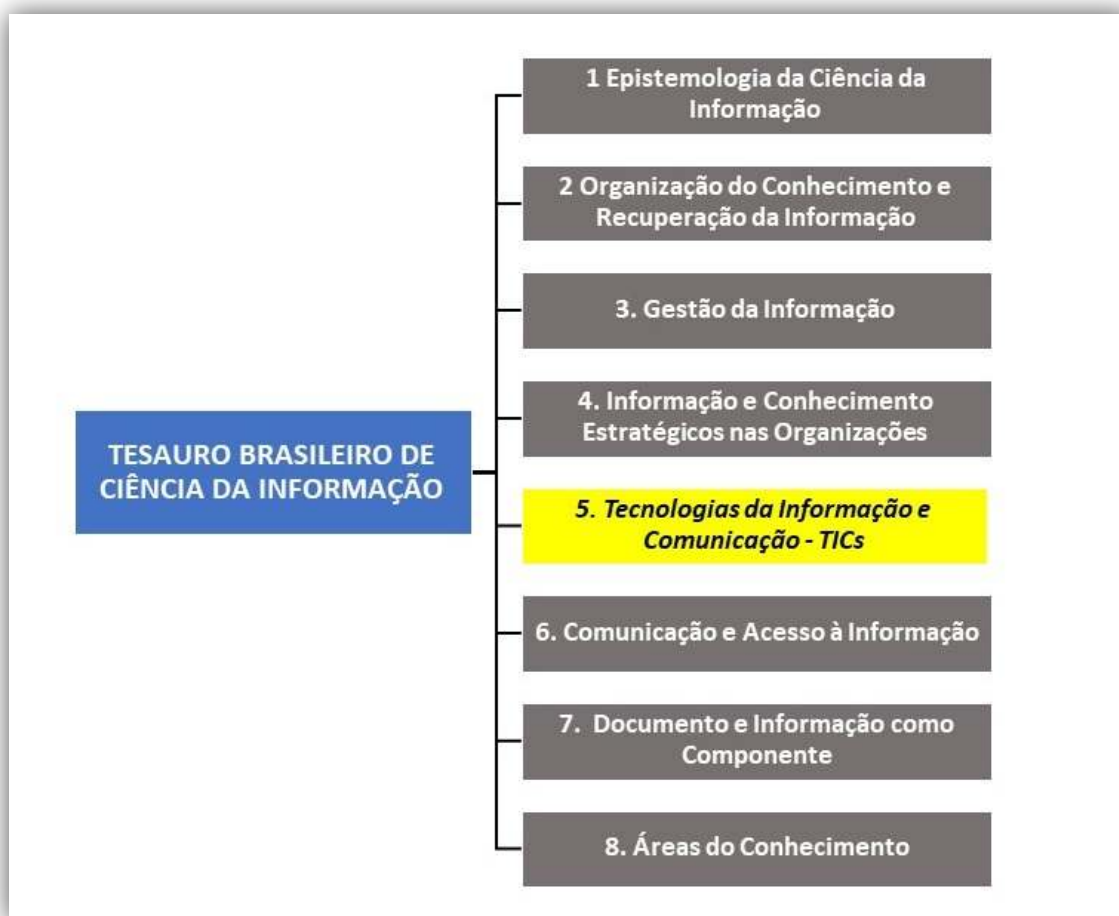 1 Epistemologia da Ciência da
Informação
2 Organização do Conhecimento e
Recuperação da Informação
3. Gestão da Informação
4. Informação e Conhecimento
Estratégicos nas Organizações
TESAURO BRASILEIRO DE
CIÊNCIA DA INFORMAÇÃO
5. Tecnologias da Informação e
Comunicação - TICs
6. Comunicação e Acesso à Informação
7. Documento e Informação como
Componente
8. Áreas do Conhecimento